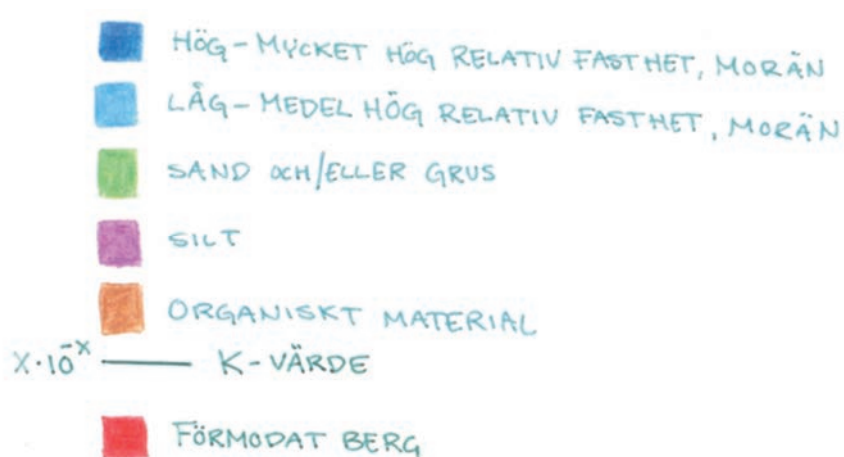 HÖG-MYCKET HÖG RELATIV FASTHET, MORÄN
LÅG-MEDEL HÖG RELATIV FASTHET, MORÄN
SAND OCH/ELLER GRUS
SILT
ORGANISKT MATERIAL
X·10⁻ˣ —— K-VÄRDE
FÖRMODAT BERG